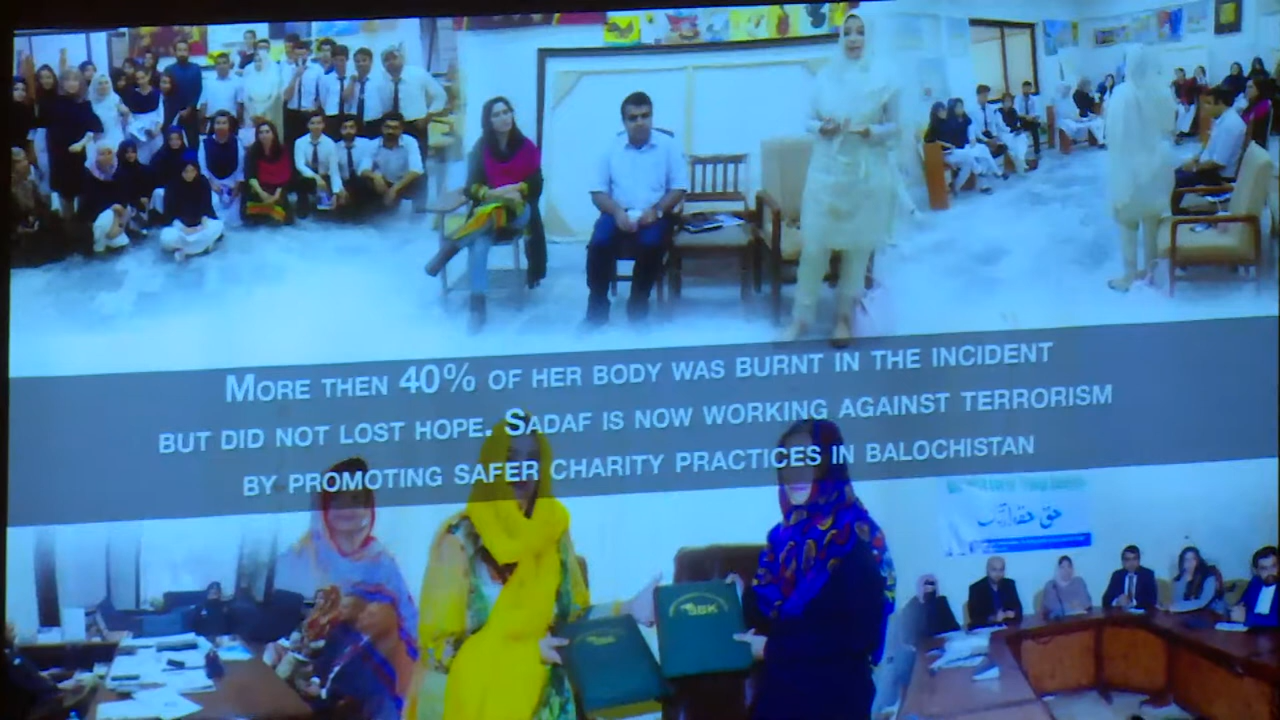 MORE THEN 40% OF HER BODY WAS BURNT IN THE INCIDENT
BUT DID NOT LOST HOPE. SADAF IS NOW WORKING AGAINST TERRORISM
BY PROMOTING SAFER CHARITY PRACTICES IN BALOCHISTAN
SBK